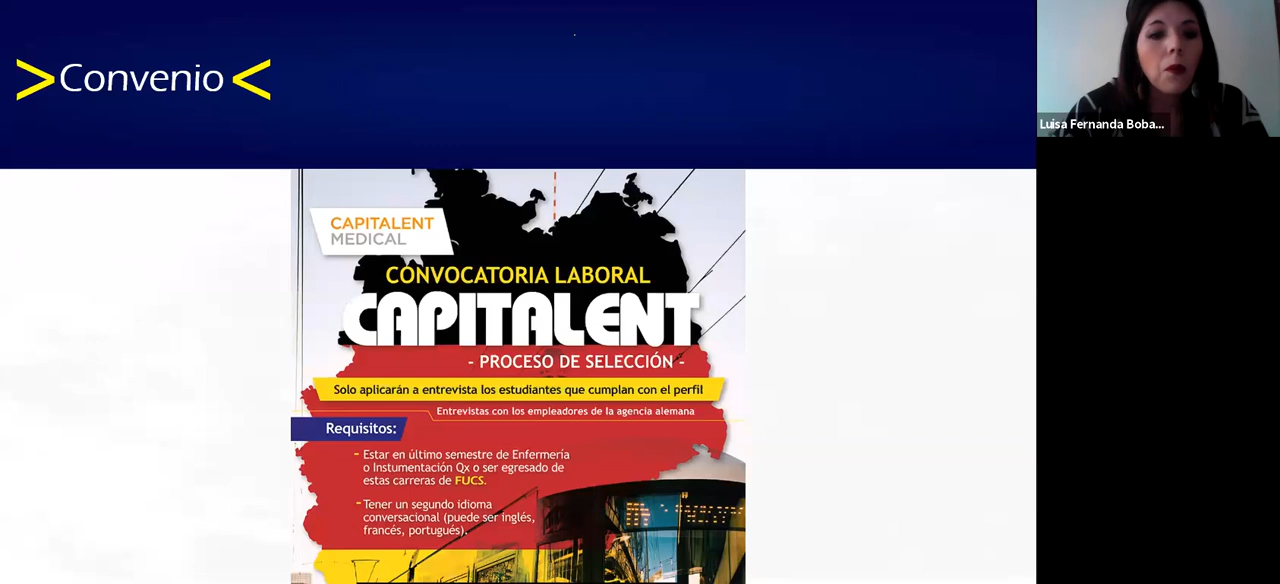 > Convenio <
Luisa Fernanda Boba...
CAPITALENT
MEDICAL
CONVOCATORIA LABORAL
CAPITALENT
- PROCESO DE SELECCIÓN -
Solo aplicarán a entrevista los estudiantes que cumplan con el perfil
Entrevistas con los empleadores de la agencia alemana
Requisitos:
- Estar en último semestre de Enfermería
o Instumentación Qx o ser egresado de
estas carreras de FUCS.
- Tener un segundo idioma
conversacional (puede ser inglés,
francés, portugués).